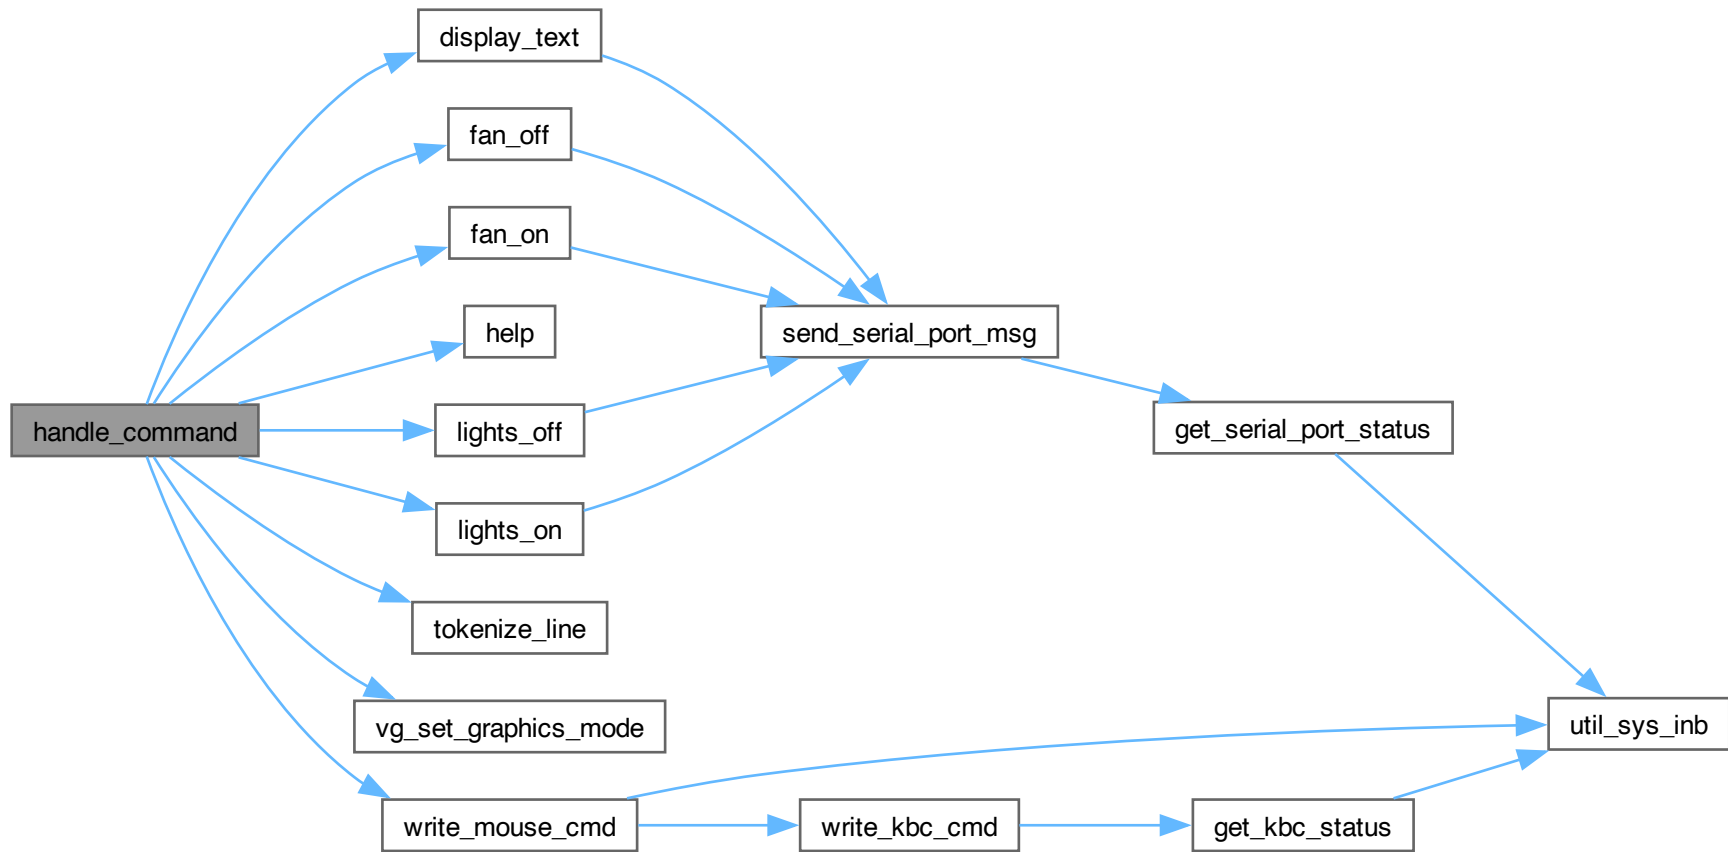 display_text
fan_off
fan_on
help
send_serial_port_msg
handle_command
lights_off
get_serial_port_status
lights_on
tokenize_line
vg_set_graphics_mode
util_sys_inb
write_mouse_cmd
write_kbc_cmd
get_kbc_status